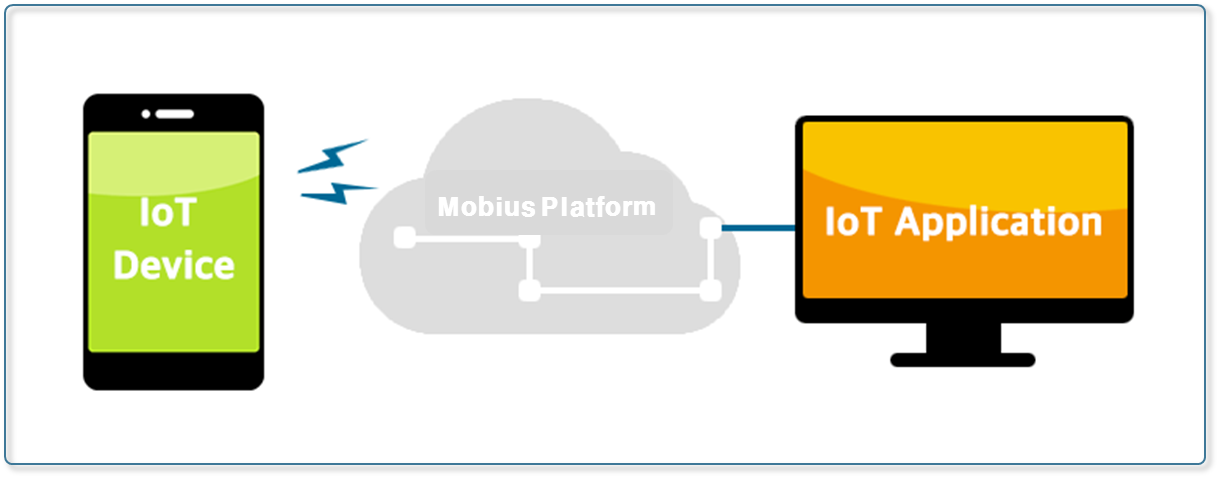 IoT
Device
Mobius Platform
IoT Application